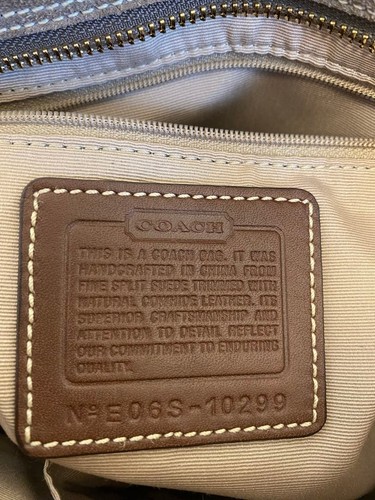 COACH
THIS IS A COACH BAG. IT WAS
HANDCRAFTED IN CHINA FROM
FINE SPLIT SUEDE TRIMMED WITH
NATURAL COWHIDE LEATHER. ITS
SUPERIOR CRAFTSMANSHIP AND
ATTENTION TO DETAIL REFLECT
OUR COMMITMENT TO ENDURING
QUALITY.
Nº E06S-10299